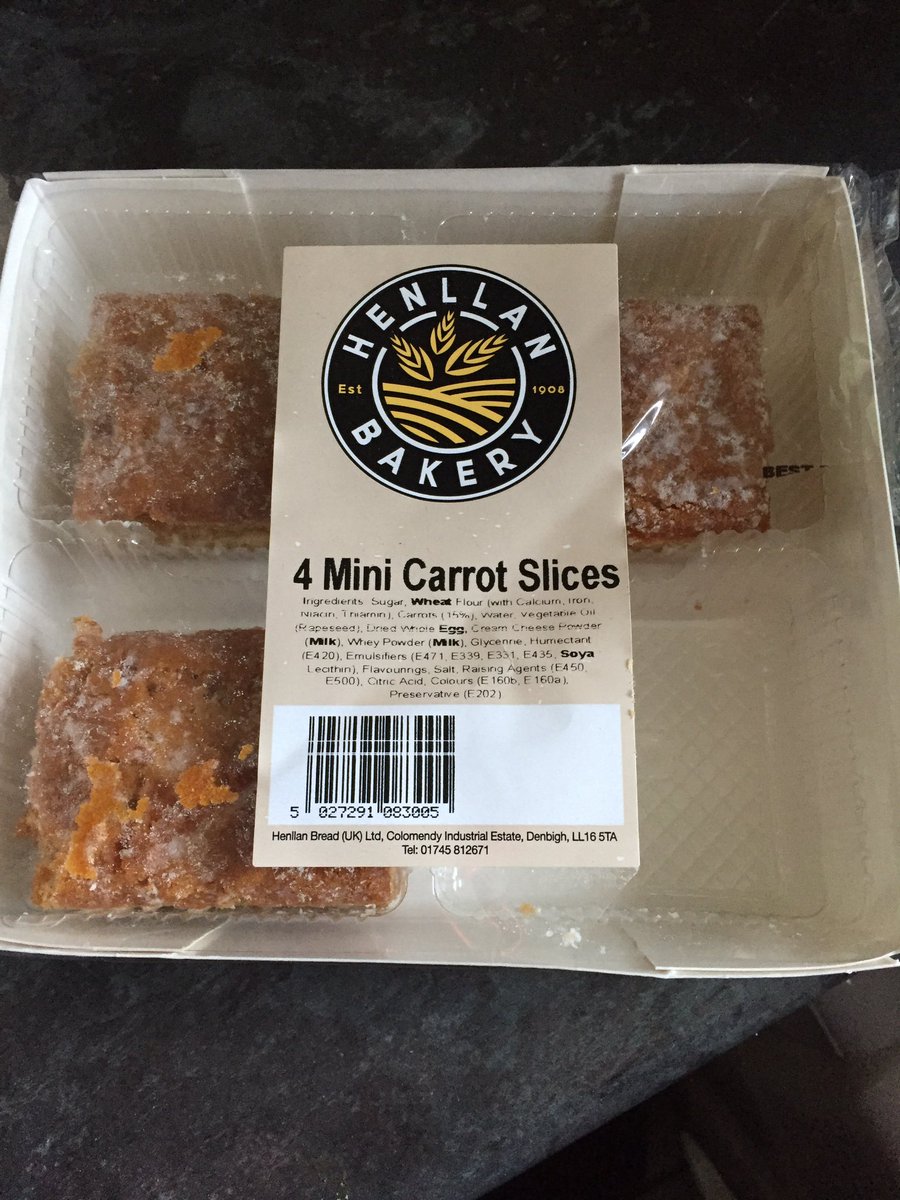 HENLLAN
Est 1908
BAKERY
BEST
4 Mini Carrot Slices
Ingredients: Sugar, Wheat Flour (with Calcium, Iron,
Niacin, Thiamin), Carrots (15%), Water, Vegetable Oil
(Rapeseed), Dried Whole Egg, Cream Cheese Powder
(Milk), Whey Powder (Milk), Glycerine, Humectant
(E420), Emulsifiers (E471, E339, E331, E435, Soya
Lecithin), Flavourings, Salt, Raising Agents (E450,
E500), Citric Acid, Colours (E160b, E160a),
Preservative (E202)
5 027291 083005
Henllan Bread (UK) Ltd, Colomendy Industrial Estate, Denbigh, LL16 5TA
Tel: 01745 812671